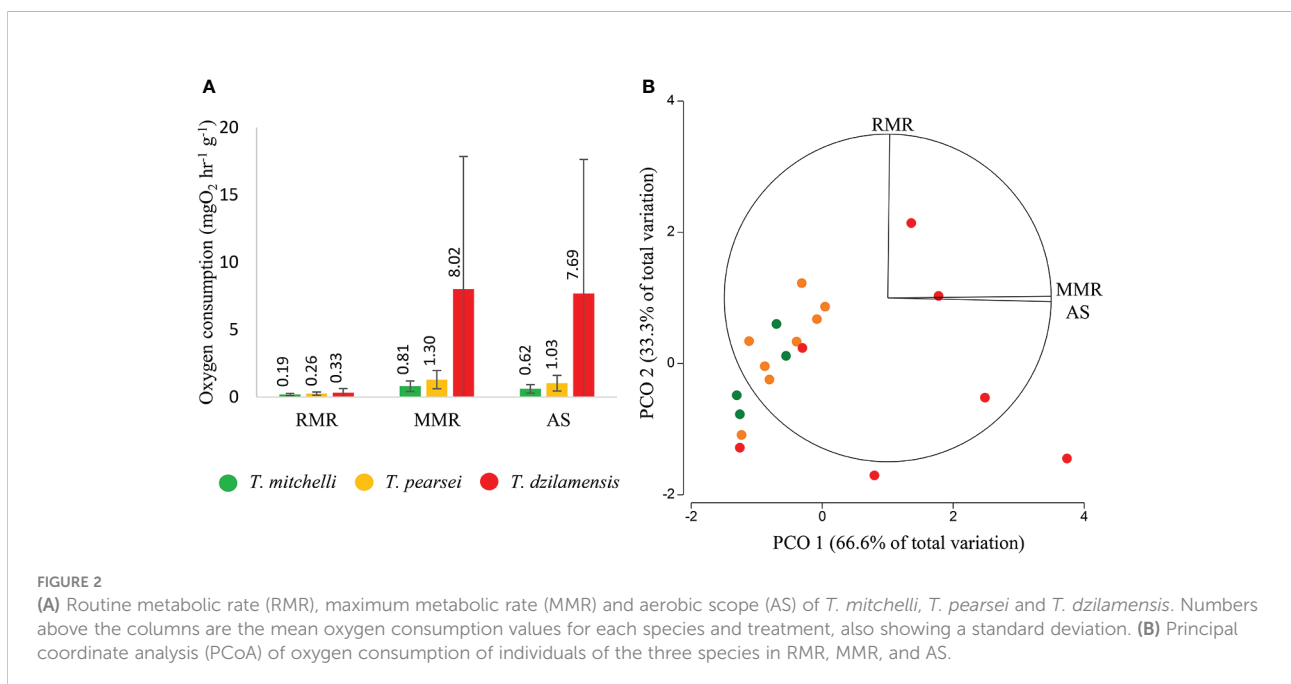 A
Oxygen consumption (mgO₂ hr⁻¹ g⁻¹)
20
15
10
5
0
0.19
0.26
0.33
0.81
1.30
8.02
0.62
1.03
7.69
RMR
MMR
AS
T. mitchelli
T. pearsei
T. dzilamensis
B
PCO 2 (33.3% of total variation)
4
2
0
-2
RMR
MMR
AS
-2
0
2
4
PCO 1 (66.6% of total variation)
FIGURE 2
(A) Routine metabolic rate (RMR), maximum metabolic rate (MMR) and aerobic scope (AS) of T. mitchelli, T. pearsei and T. dzilamensis. Numbers
above the columns are the mean oxygen consumption values for each species and treatment, also showing a standard deviation. (B) Principal
coordinate analysis (PCoA) of oxygen consumption of individuals of the three species in RMR, MMR, and AS.